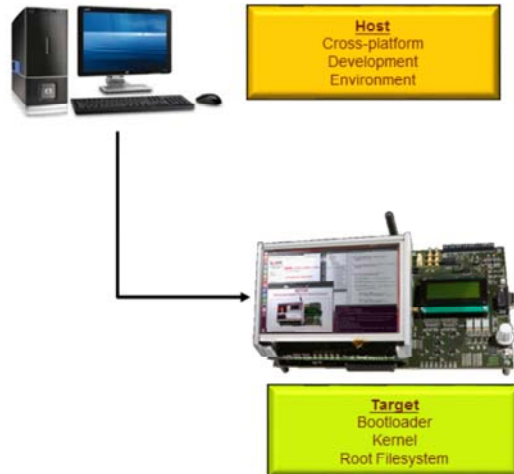 Host
Cross-platform
Development
Environment
Target
Bootloader
Kernel
Root Filesystem